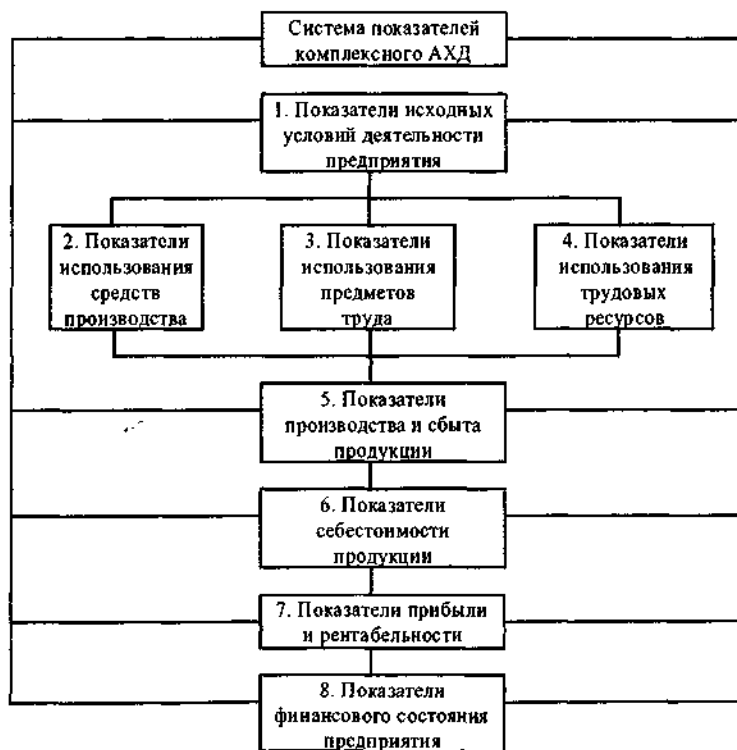 Система показателей
комплексного АХД
1. Показатели исходных
условий деятельности
предприятия
2. Показатели
использования
средств
производства
3. Показатели
использования
предметов
труда
4. Показатели
использования
трудовых
ресурсов
5. Показатели
производства и сбыта
продукции
6. Показатели
себестоимости
продукции
7. Показатели прибыли
и рентабельности
8. Показатели
финансового состояния
предприятия